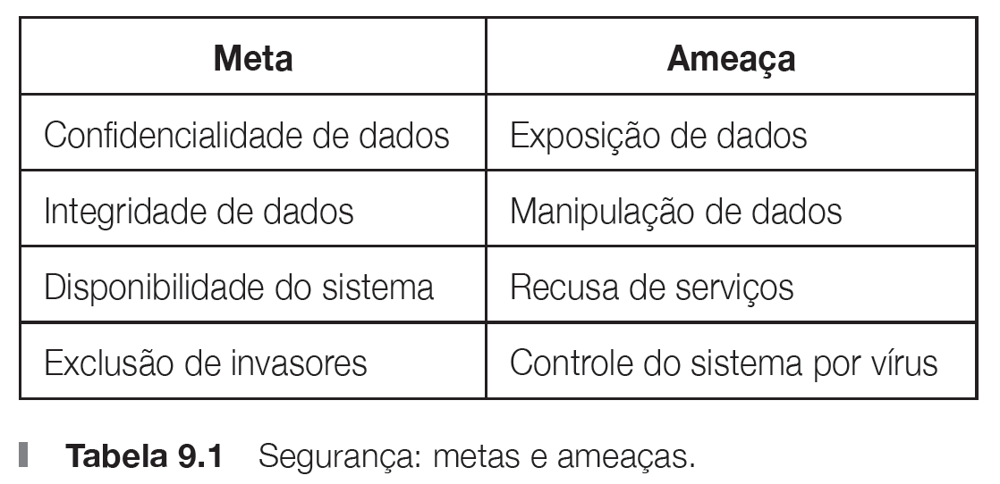 Meta Ameaça
Confidencialidade de dados Exposição de dados
Integridade de dados Manipulação de dados
Disponibilidade do sistema Recusa de serviços
Exclusão de invasores Controle do sistema por vírus
Tabela 9.1 Segurança: metas e ameaças.